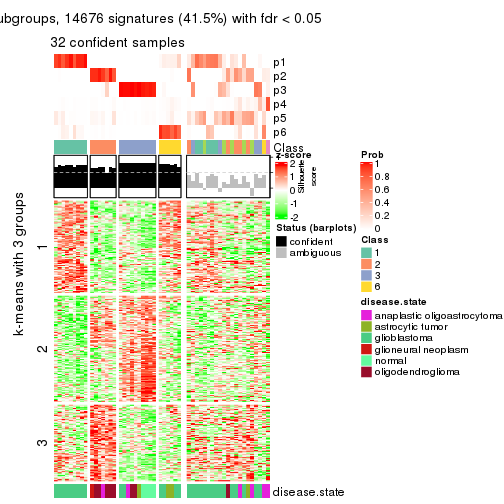 ubgroups, 14676 signatures (41.5%) with fdr < 0.05
32 confident samples
p1
p2
p3
p4
p5
p6
Class
z-score
2
1
0
-1
-2
Silhouette
score
Prob
1
0.8
0.6
0.4
0.2
0
Status (barplots)
confident
ambiguous
Class
1
2
3
6
disease.state
anaplastic oligoastrocytoma
astrocytic tumor
glioblastoma
glioneural neoplasm
normal
oligodendroglioma
k-means with 3 groups
1
2
3
disease.state